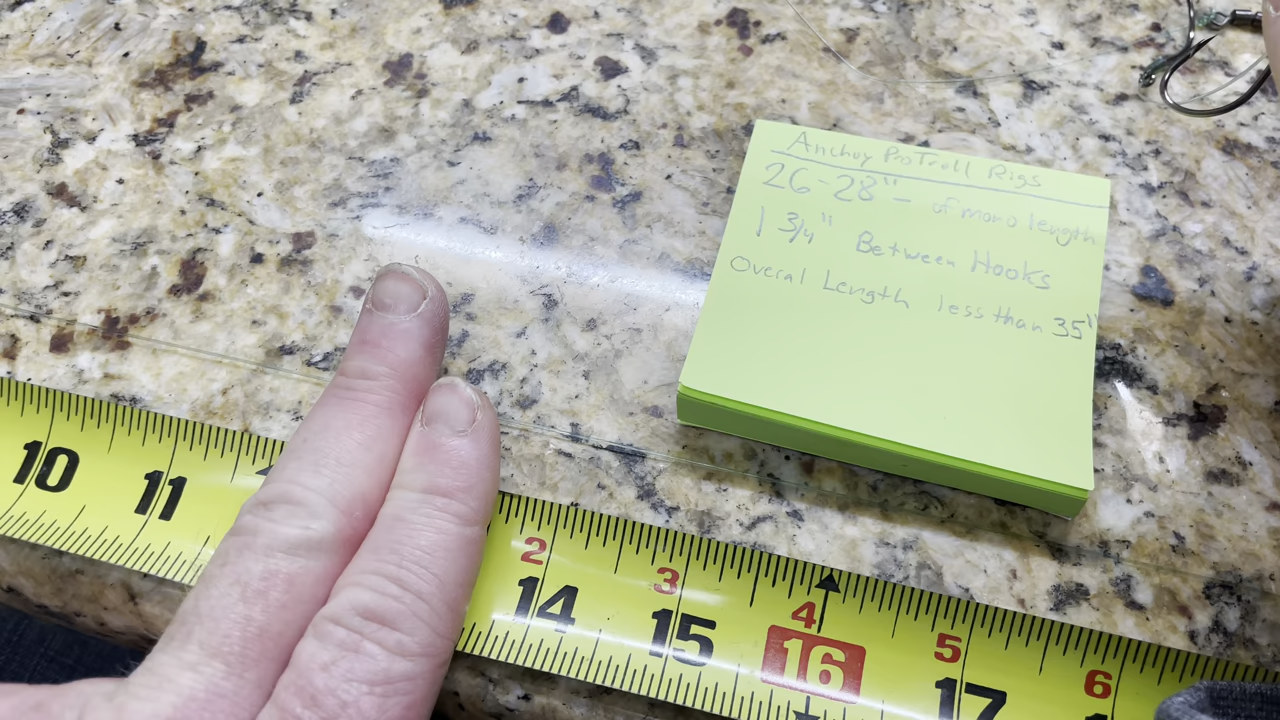 Anchoy ProTroll Rigs
26-28" - of mono length
1 3/4" Between Hooks
Overal Length less than 35"
2 3 4 5 6
10 11 14 15 16 17